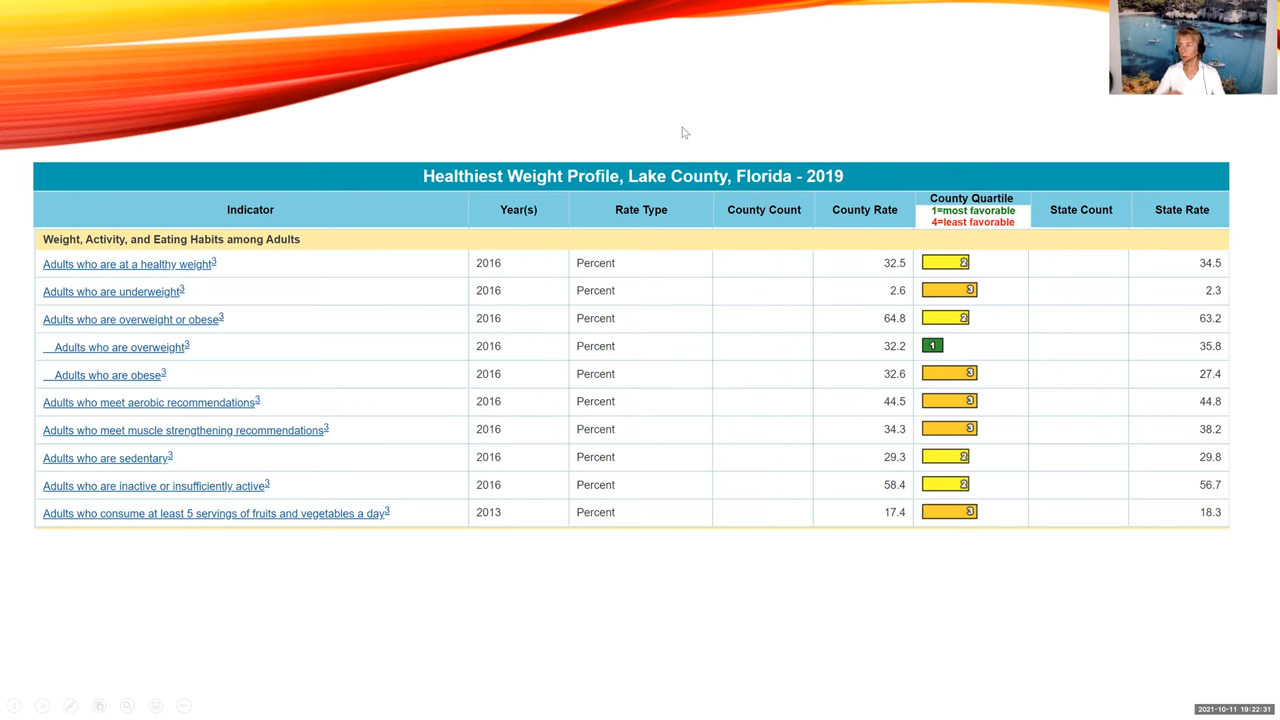 Healthiest Weight Profile, Lake County, Florida - 2019
Indicator Year(s) Rate Type County Count County Rate County Quartile 1=most favorable 4=least favorable State Count State Rate
Weight, Activity, and Eating Habits among Adults
Adults who are at a healthy weight3 2016 Percent 32.5 2 34.5
Adults who are underweight3 2016 Percent 2.6 3 2.3
Adults who are overweight or obese3 2016 Percent 64.8 2 63.2
Adults who are overweight3 2016 Percent 32.2 1 35.8
Adults who are obese3 2016 Percent 32.6 3 27.4
Adults who meet aerobic recommendations3 2016 Percent 44.5 3 44.8
Adults who meet muscle strengthening recommendations3 2016 Percent 34.3 3 38.2
Adults who are sedentary3 2016 Percent 29.3 2 29.8
Adults who are inactive or insufficiently active3 2016 Percent 58.4 2 56.7
Adults who consume at least 5 servings of fruits and vegetables a day3 2013 Percent 17.4 3 18.3
2021-10-11 19:22:31